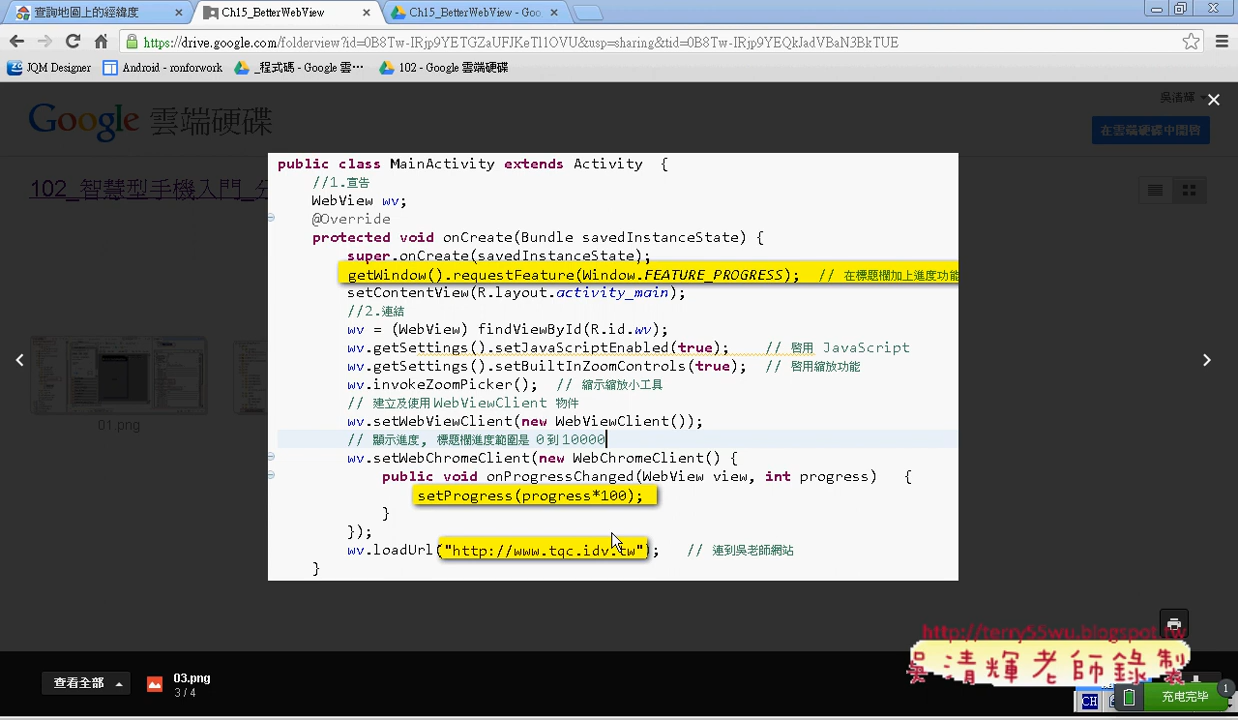 查詢地圖上的經緯度
Ch15_BetterWebView
Ch15_BetterWebView - Goo
https://drive.google.com/folderview?id=0B8Tw-IRjp9YETGZaUFJKeTl1OVU&usp=sharing&tid=0B8Tw-IRjp9YEQkJadVBaN3BkTUE
JQM Designer
Android - ronforwork
_程式碼 - Google 雲…
102 - Google 雲端硬碟
Google 雲端硬碟
吳清輝
在雲端硬碟中開啟
102_智慧型手機入門_分
public class MainActivity extends Activity {
//1.宣告
WebView wv;
@Override
protected void onCreate(Bundle savedInstanceState) {
super.onCreate(savedInstanceState);
getWindow().requestFeature(Window.FEATURE_PROGRESS); // 在標題欄加上進度功能
setContentView(R.layout.activity_main);
//2.連結
wv = (WebView) findViewById(R.id.wv);
wv.getSettings().setJavaScriptEnabled(true); // 啓用 JavaScript
wv.getSettings().setBuiltInZoomControls(true); // 啓用縮放功能
wv.invokeZoomPicker(); // 縮示縮放小工具
// 建立及使用 WebViewClient 物件
wv.setWebViewClient(new WebViewClient());
// 顯示進度, 標題欄進度範圍是 0 到 10000
wv.setWebChromeClient(new WebChromeClient() {
public void onProgressChanged(WebView view, int progress) {
setProgress(progress*100);
}
});
wv.loadUrl("http://www.tqc.idv.tw"); // 連到吳老師網站
}
01.png
http://terry55wu.blogspot.tw
吳清輝老師錄製
查看全部
03.png
3 / 4
CH
充电完毕
1